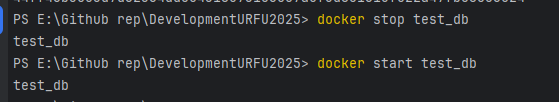 PS E:\Github rep\DevelopmentURFU2025> docker stop test_db
test_db
PS E:\Github rep\DevelopmentURFU2025> docker start test_db
test_db